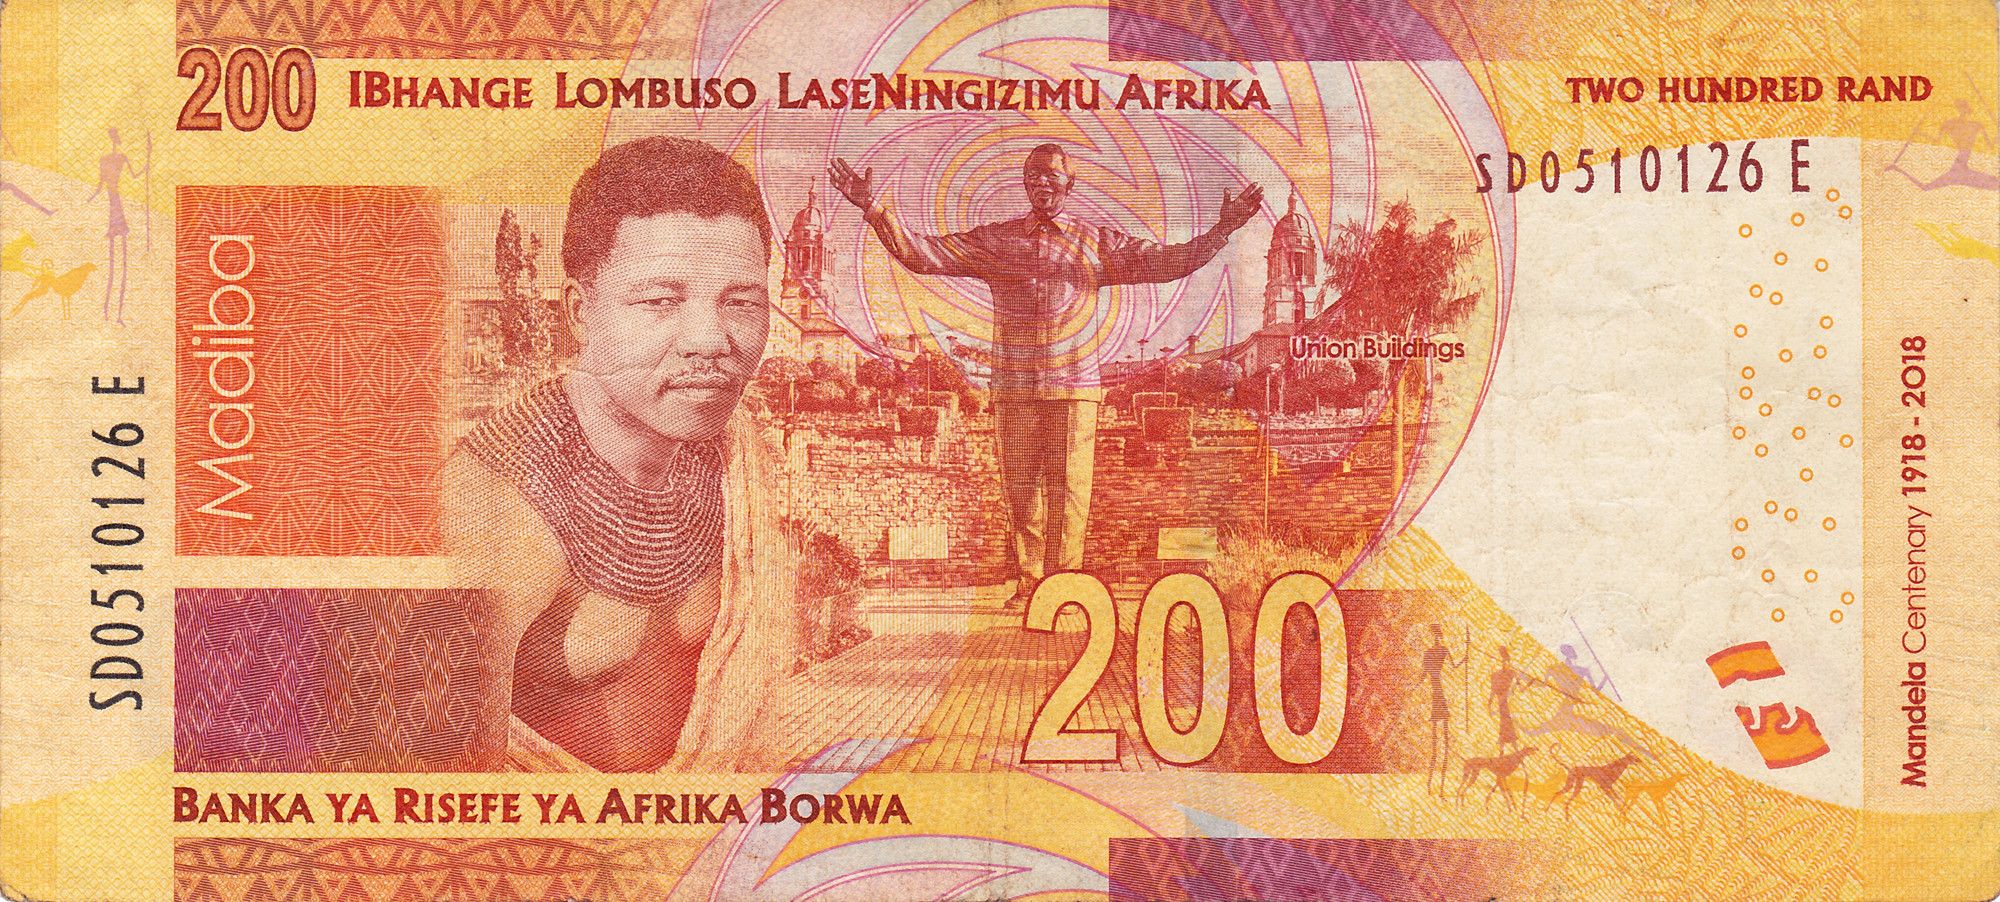 200 IBHANGE LOMBUSO LASENINGIZIMU AFRIKA
TWO HUNDRED RAND
SD0510126 E
Madiba
Union Buildings
SD0510126 E
Mandela Centenary 1918 - 2018
200
200
BANKA YA RISEFE YA AFRIKA BORWA